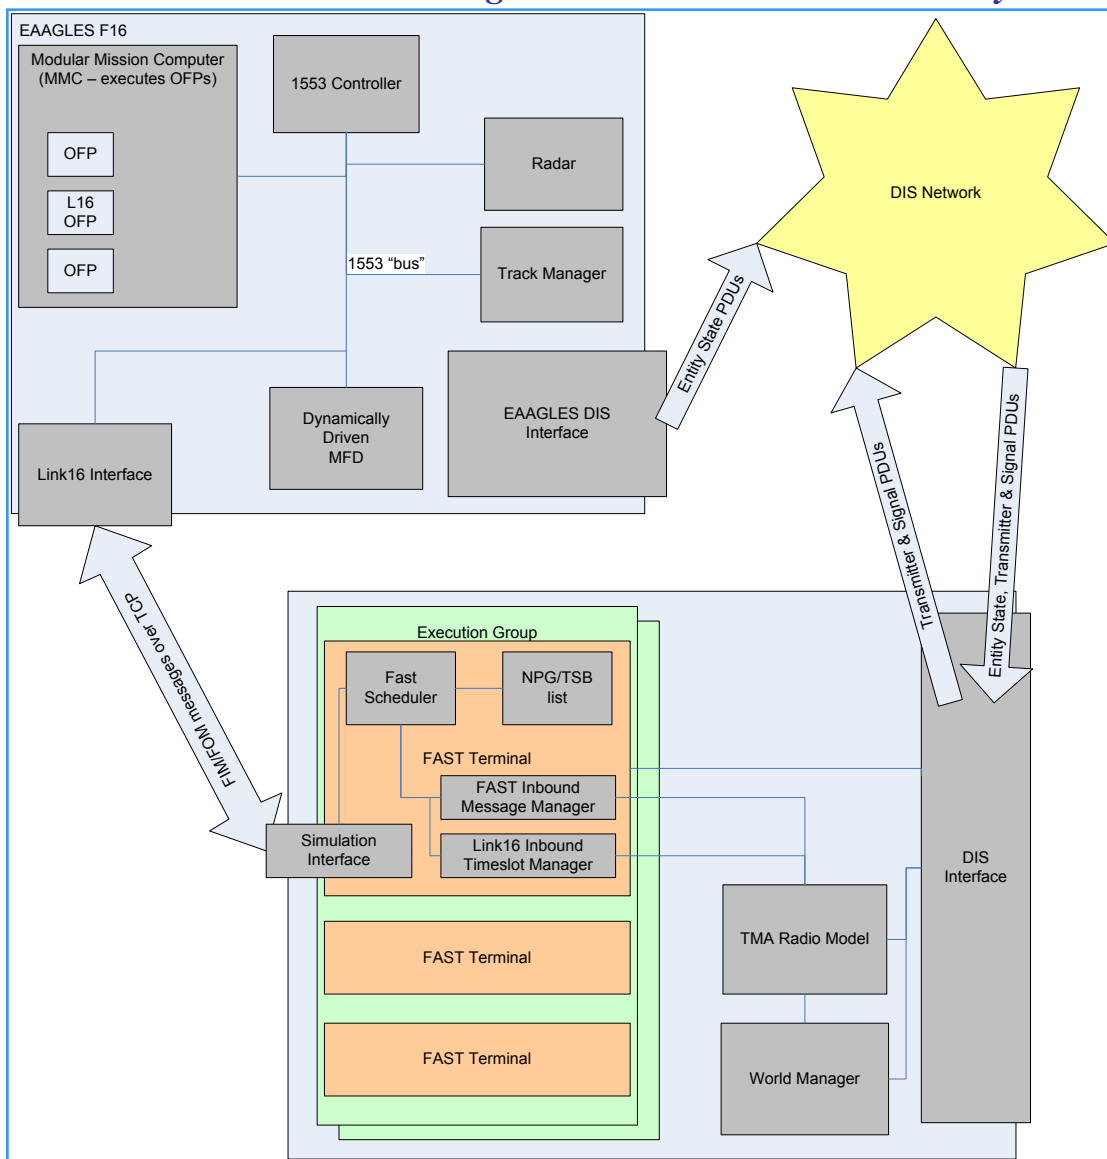 EAAGLES F16
Modular Mission Computer
(MMC – executes OFPs)
OFP
L16
OFP
OFP
1553 Controller
Radar
1553 “bus”
Track Manager
Dynamically
Driven
MFD
EAAGLES DIS
Interface
Link16 Interface
DIS Network
Entity State PDUs
Transmitter & Signal PDUs
Entity State, Transmitter & Signal PDUs
FIM/FOM messages over TCP
Execution Group
Fast
Scheduler
NPG/TSB
list
FAST Terminal
FAST Inbound
Message Manager
Link16 Inbound
Timeslot Manager
Simulation
Interface
FAST Terminal
FAST Terminal
TMA Radio Model
World Manager
DIS
Interface